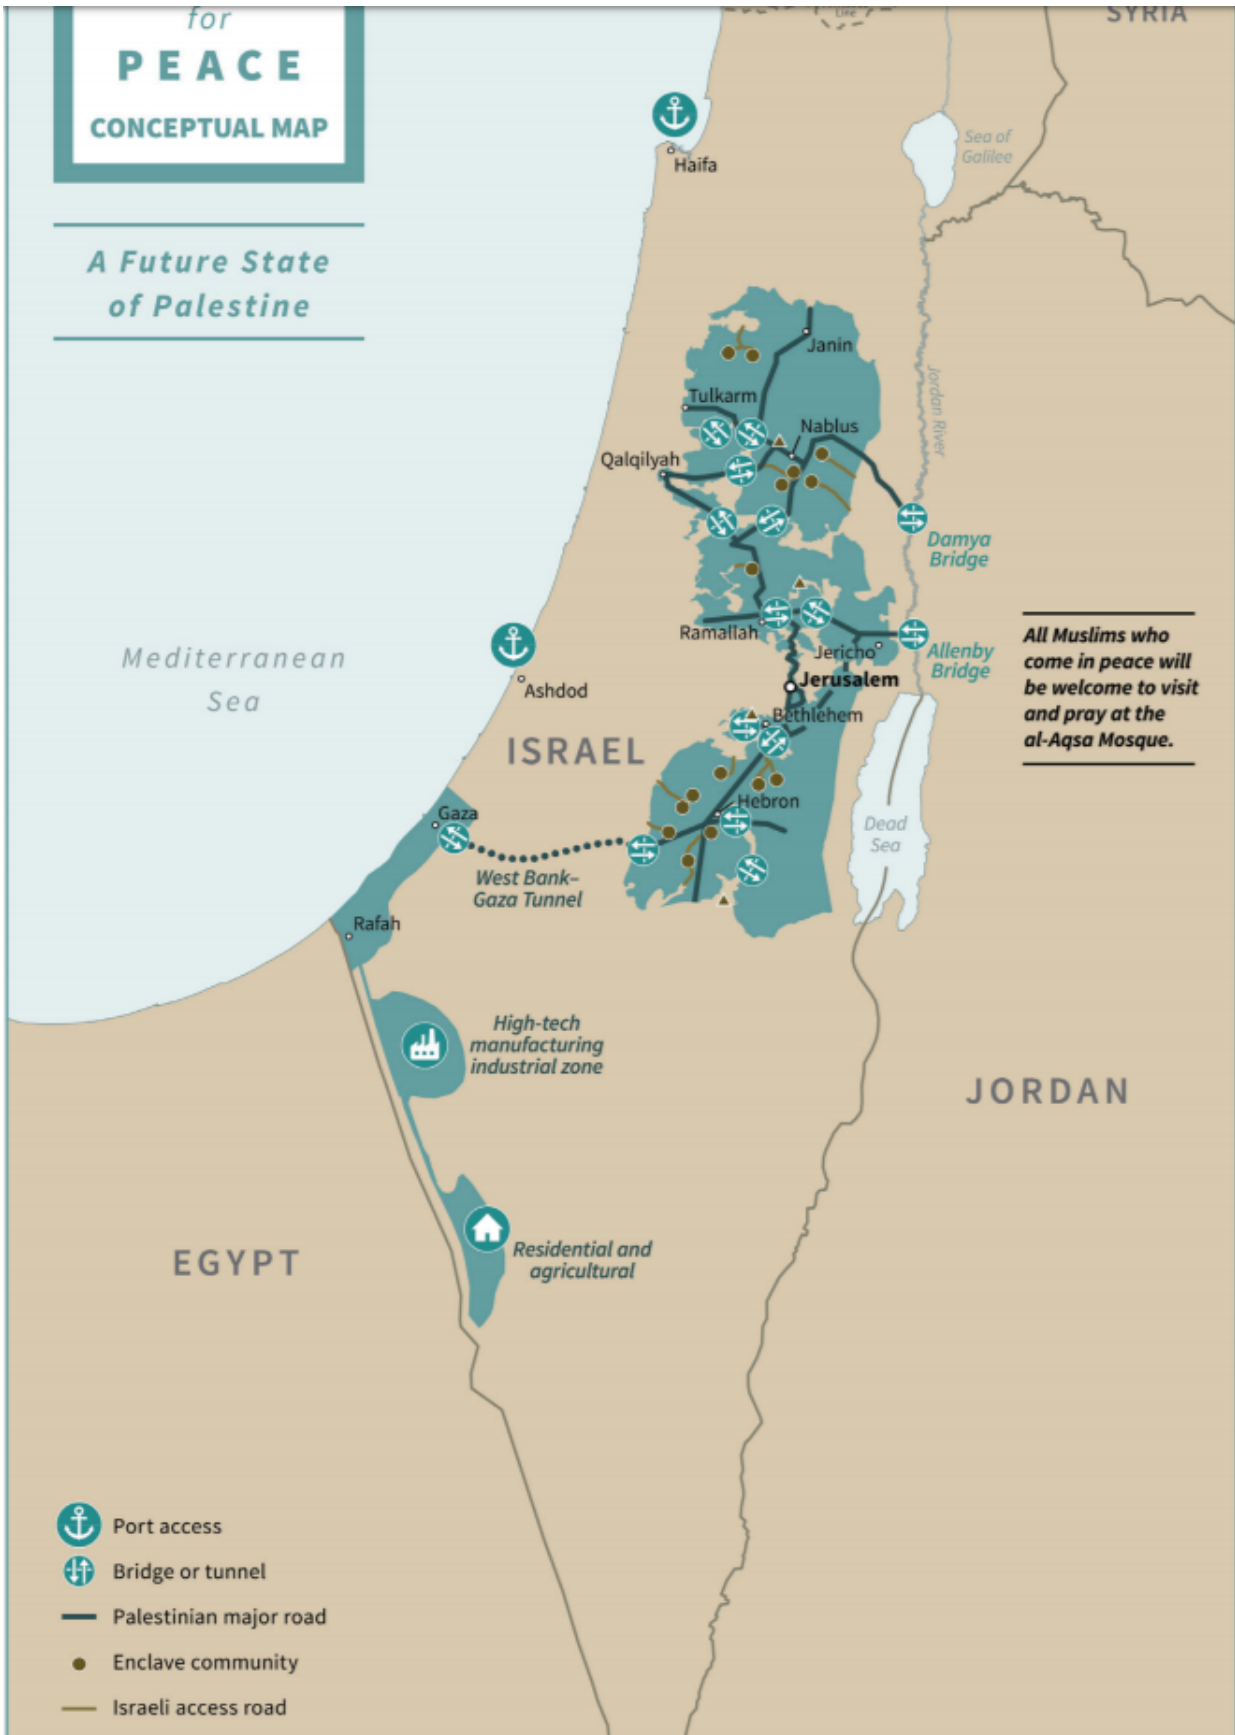 for
PEACE
CONCEPTUAL MAP
A Future State
of Palestine
Line
SYRIA
Haifa
Sea of
Galilee
Janin
Jordan River
Tulkarm
Nablus
Qalqilyah
Damya
Bridge
Ramallah
Jericho
Allenby
Bridge
All Muslims who
come in peace will
be welcome to visit
and pray at the
al-Aqsa Mosque.
Mediterranean
Sea
Ashdod
Jerusalem
Bethlehem
ISRAEL
Gaza
Hebron
Dead
Sea
West Bank–
Gaza Tunnel
Rafah
High-tech
manufacturing
industrial zone
JORDAN
EGYPT
Residential and
agricultural
Port access
Bridge or tunnel
Palestinian major road
Enclave community
Israeli access road